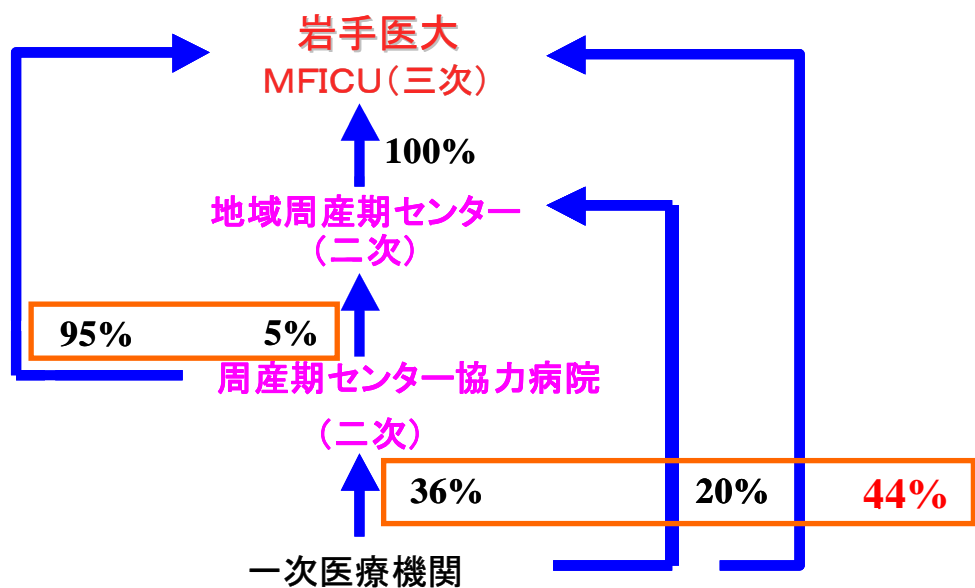 岩手医大
MFICU(三次)
100%
地域周産期センター
(二次)
95% 5%
周産期センター協力病院
(二次)
36% 20% 44%
一次医療機関